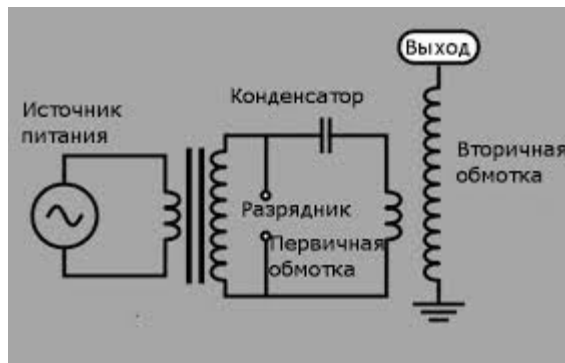 Выход
Конденсатор
Источник
питания
Вторичная
обмотка
Разрядник
Первичная
обмотка